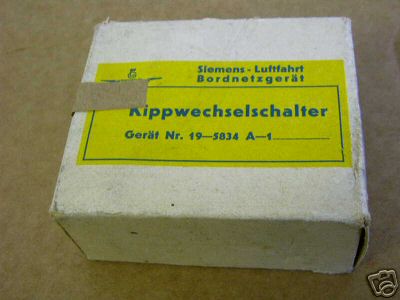 Siemens - Luftfahrt
Bordnetzgerät
Kippwechselschalter
Gerät Nr. 19—5834 A—1